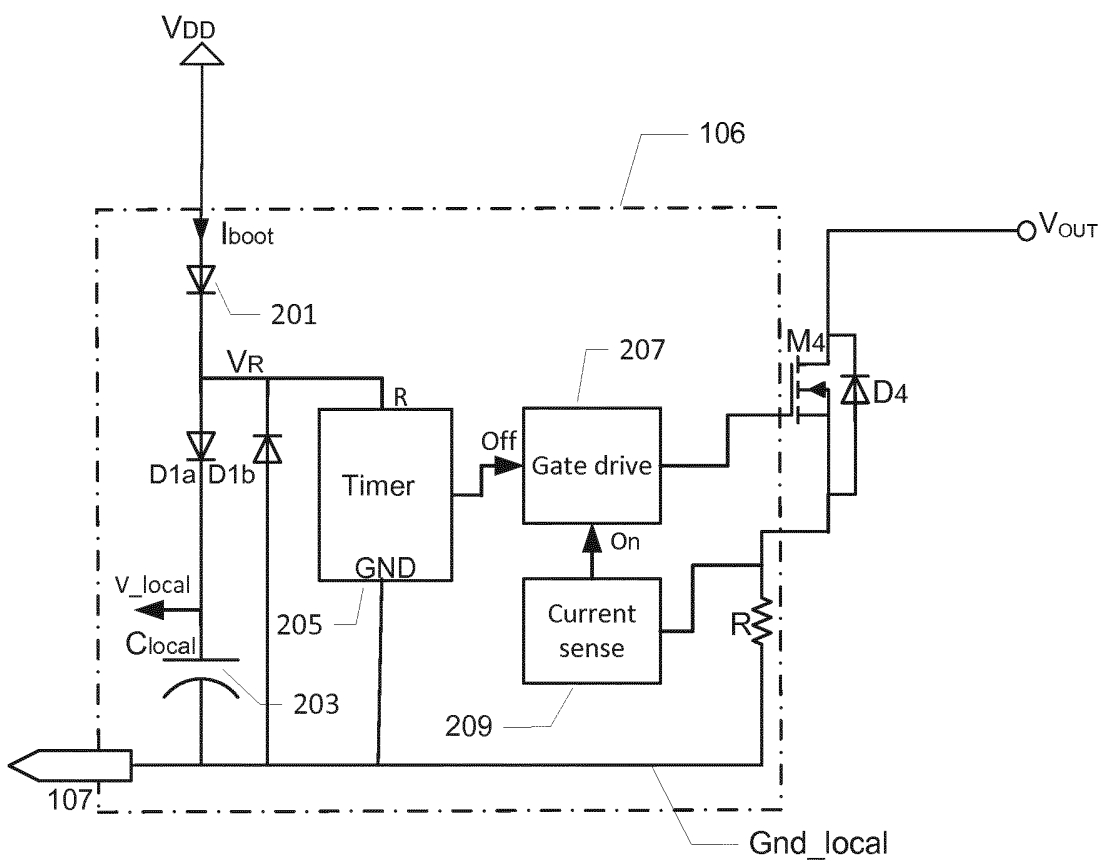 VDD
106
Iboot
VOUT
201
207
M4
VR
R
D4
Off
D1a D1b
Timer
Gate drive
On
GND
V_local
205
Current
sense
R
Clocal
203
209
107
Gnd_local